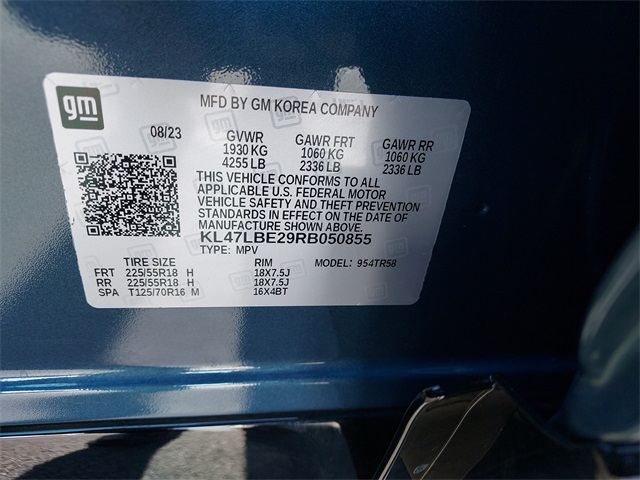 gm
MFD BY GM KOREA COMPANY
08/23 GVWR GAWR FRT GAWR RR
1930 KG 1060 KG 1060 KG
4255 LB 2336 LB 2336 LB
THIS VEHICLE CONFORMS TO ALL
APPLICABLE U.S. FEDERAL MOTOR
VEHICLE SAFETY AND THEFT PREVENTION
STANDARDS IN EFFECT ON THE DATE OF
MANUFACTURE SHOWN ABOVE.
KL47LBE29RB050855
TYPE: MPV
TIRE SIZE RIM MODEL: 954TR58
FRT 225/55R18 H 18X7.5J
RR 225/55R18 H 18X7.5J
SPA T125/70R16 M 16X4BT